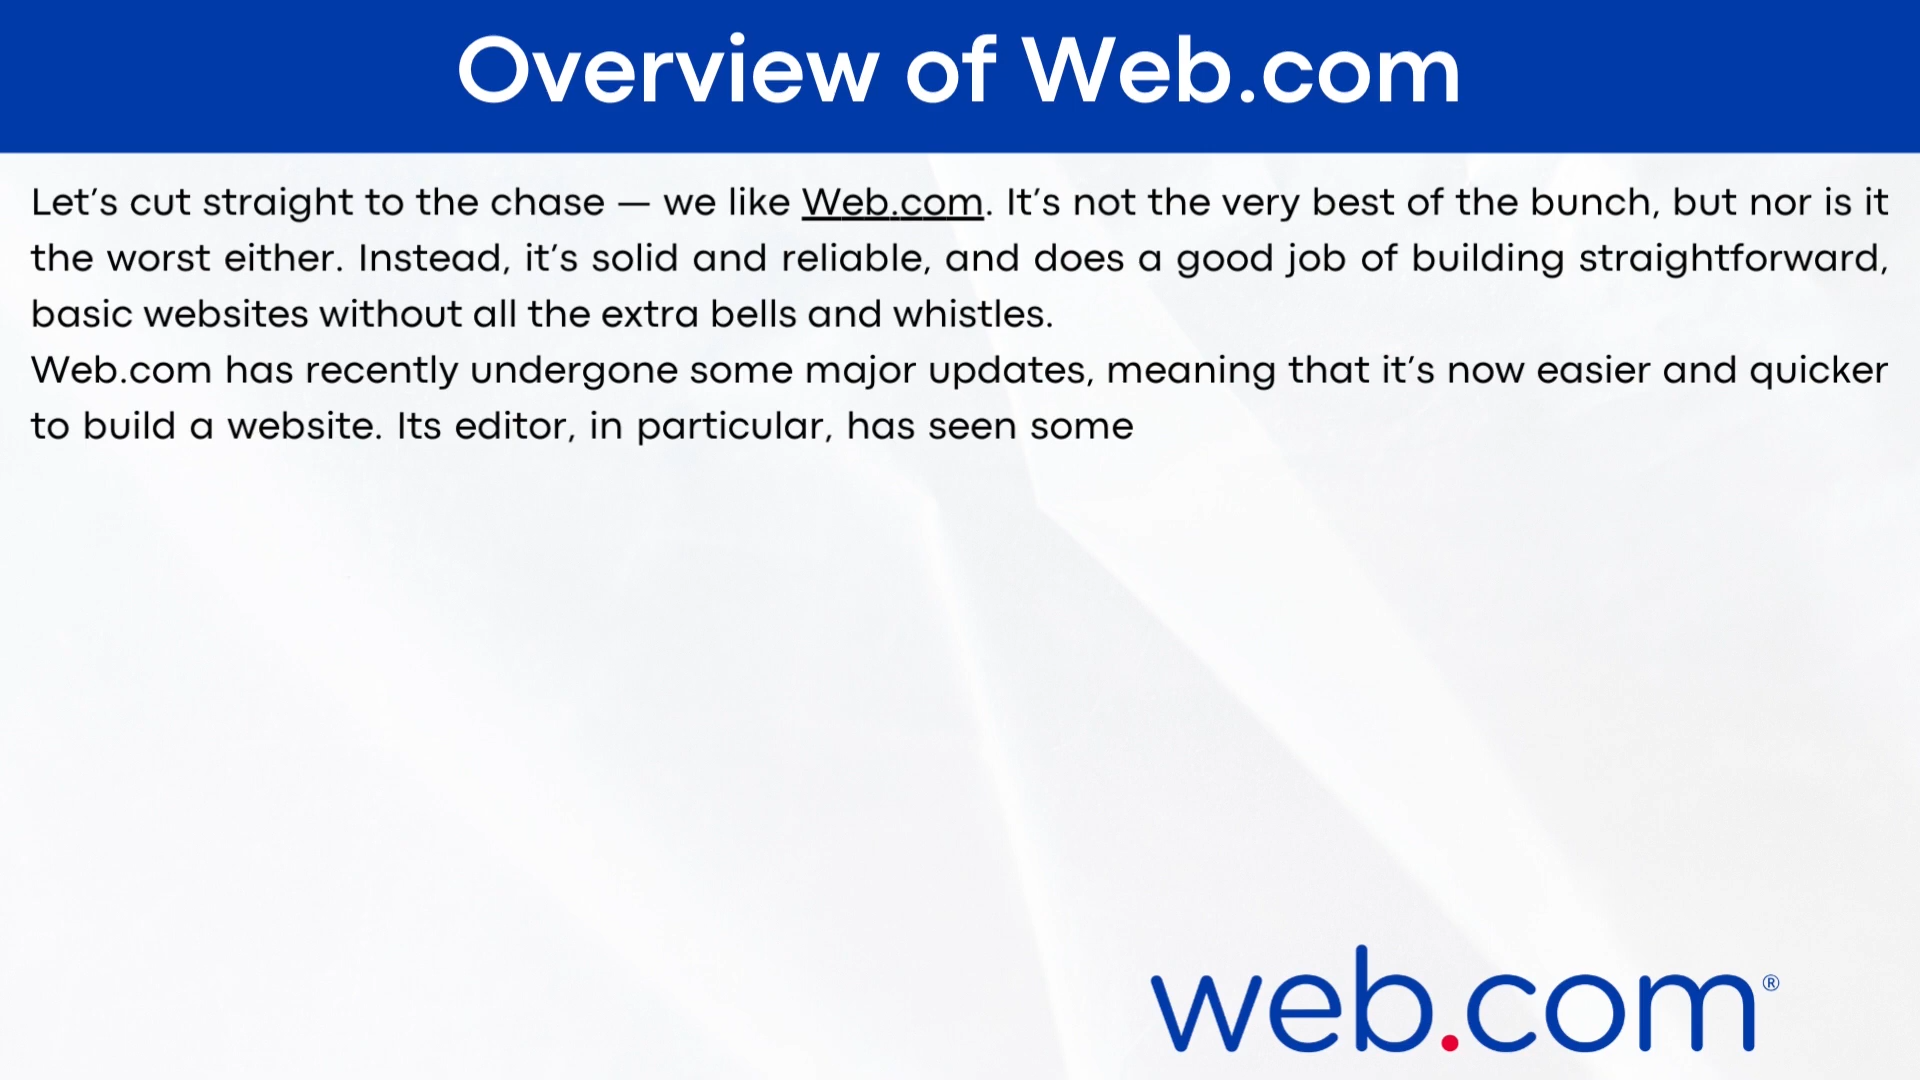 Overview of Web.com
Let’s cut straight to the chase — we like Web.com. It’s not the very best of the bunch, but nor is it
the worst either. Instead, it’s solid and reliable, and does a good job of building straightforward,
basic websites without all the extra bells and whistles.
Web.com has recently undergone some major updates, meaning that it’s now easier and quicker
to build a website. Its editor, in particular, has seen some
web.com®